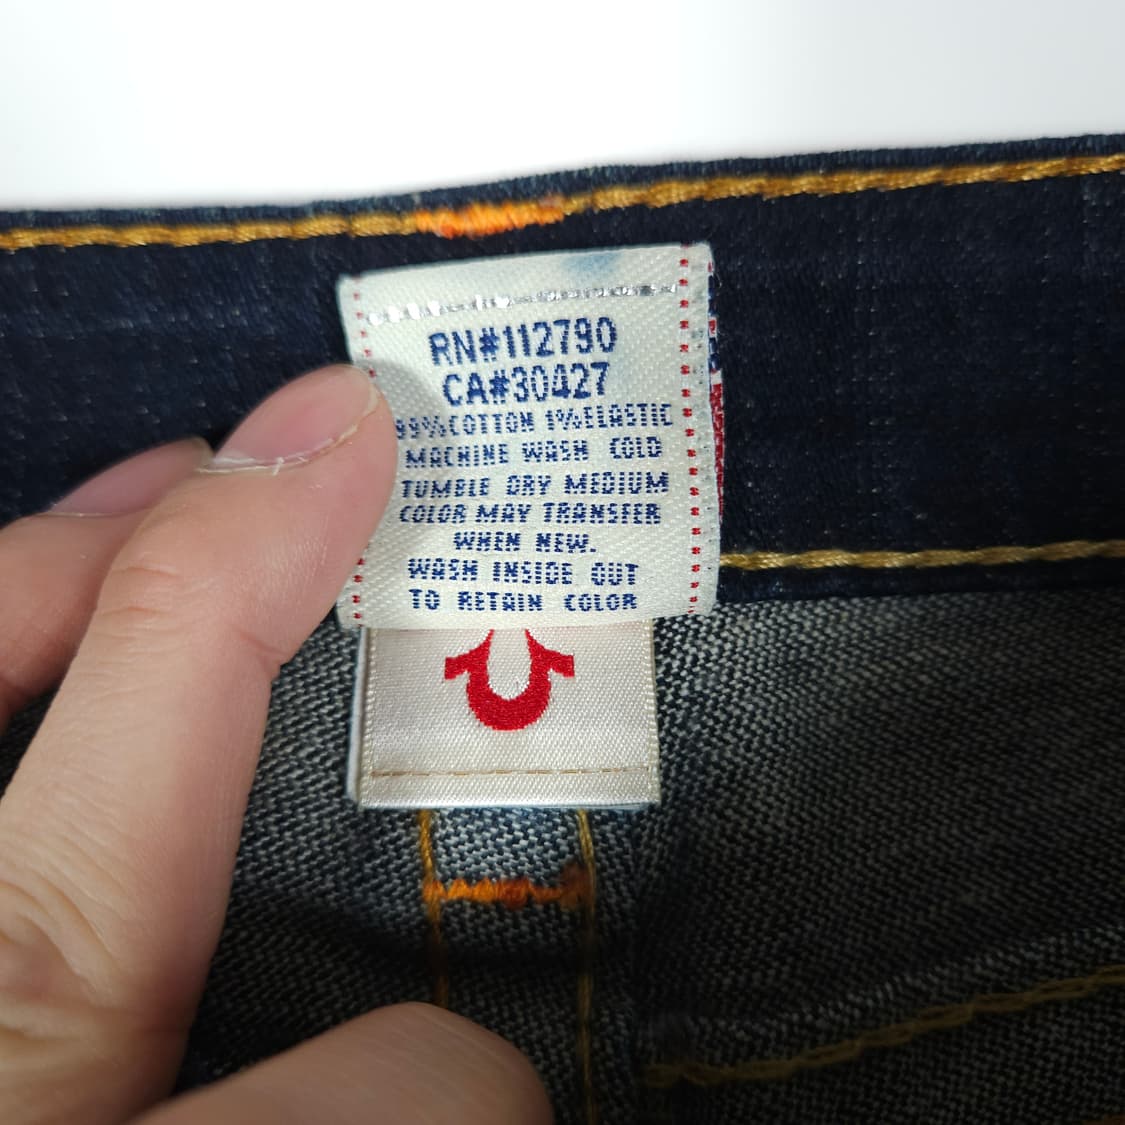 RN#112790
CA#30427
99%COTTON 1%ELASTIC
MACHINE WASH COLD
TUMBLE DRY MEDIUM
COLOR MAY TRANSFER
WHEN NEW.
WASH INSIDE OUT
TO RETAIN COLOR